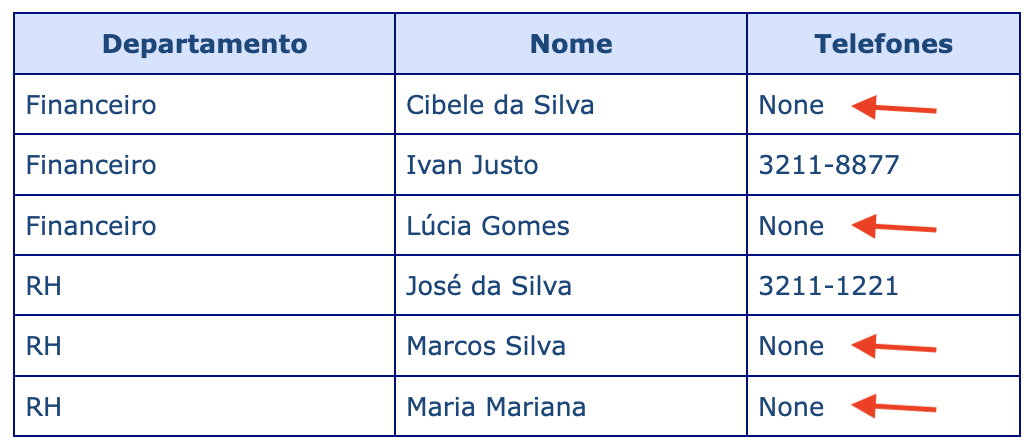 Departamento Nome Telefones
Financeiro Cibele da Silva None
Financeiro Ivan Justo 3211-8877
Financeiro Lúcia Gomes None
RH José da Silva 3211-1221
RH Marcos Silva None
RH Maria Mariana None